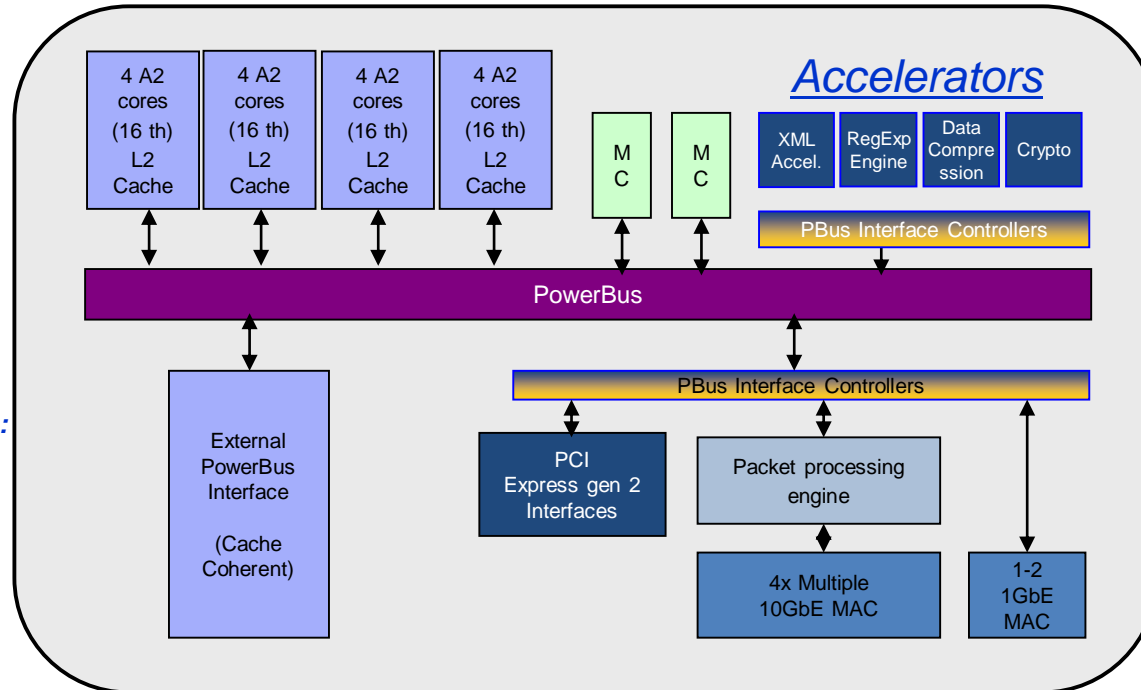 4 A2
cores
(16 th)
L2
Cache
4 A2
cores
(16 th)
L2
Cache
4 A2
cores
(16 th)
L2
Cache
4 A2
cores
(16 th)
L2
Cache
M
C
M
C
Accelerators
XML
Accel.
RegExp
Engine
Data
Compre
ssion
Crypto
PBus Interface Controllers
PowerBus
External
PowerBus
Interface
(Cache
Coherent)
PBus Interface Controllers
PCI
Express gen 2
Interfaces
Packet processing
engine
4x Multiple
10GbE MAC
1-2
1GbE
MAC
: